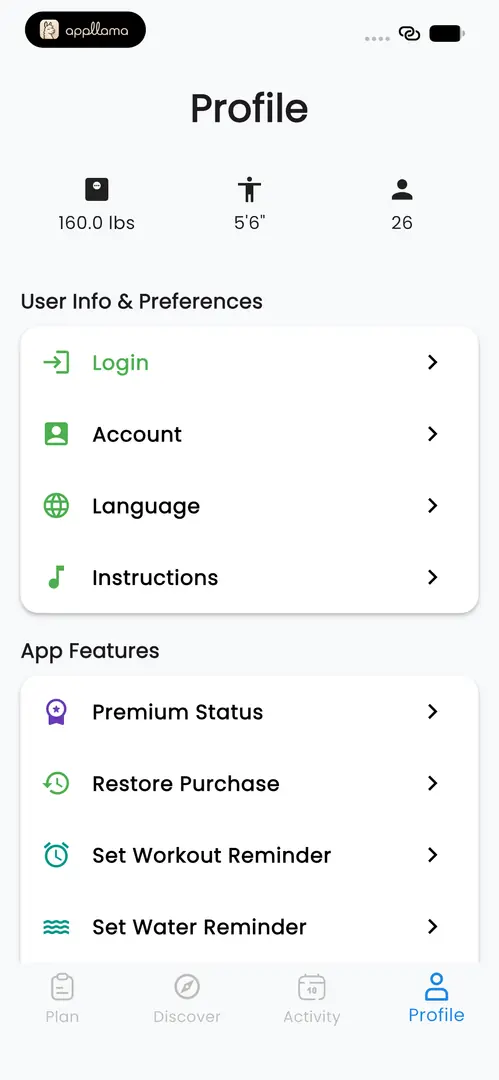 appllama
Profile
160.0 lbs
5'6"
26
User Info & Preferences
Login
Account
Language
Instructions
App Features
Premium Status
Restore Purchase
Set Workout Reminder
Set Water Reminder
10
Plan
Discover
Activity
Profile